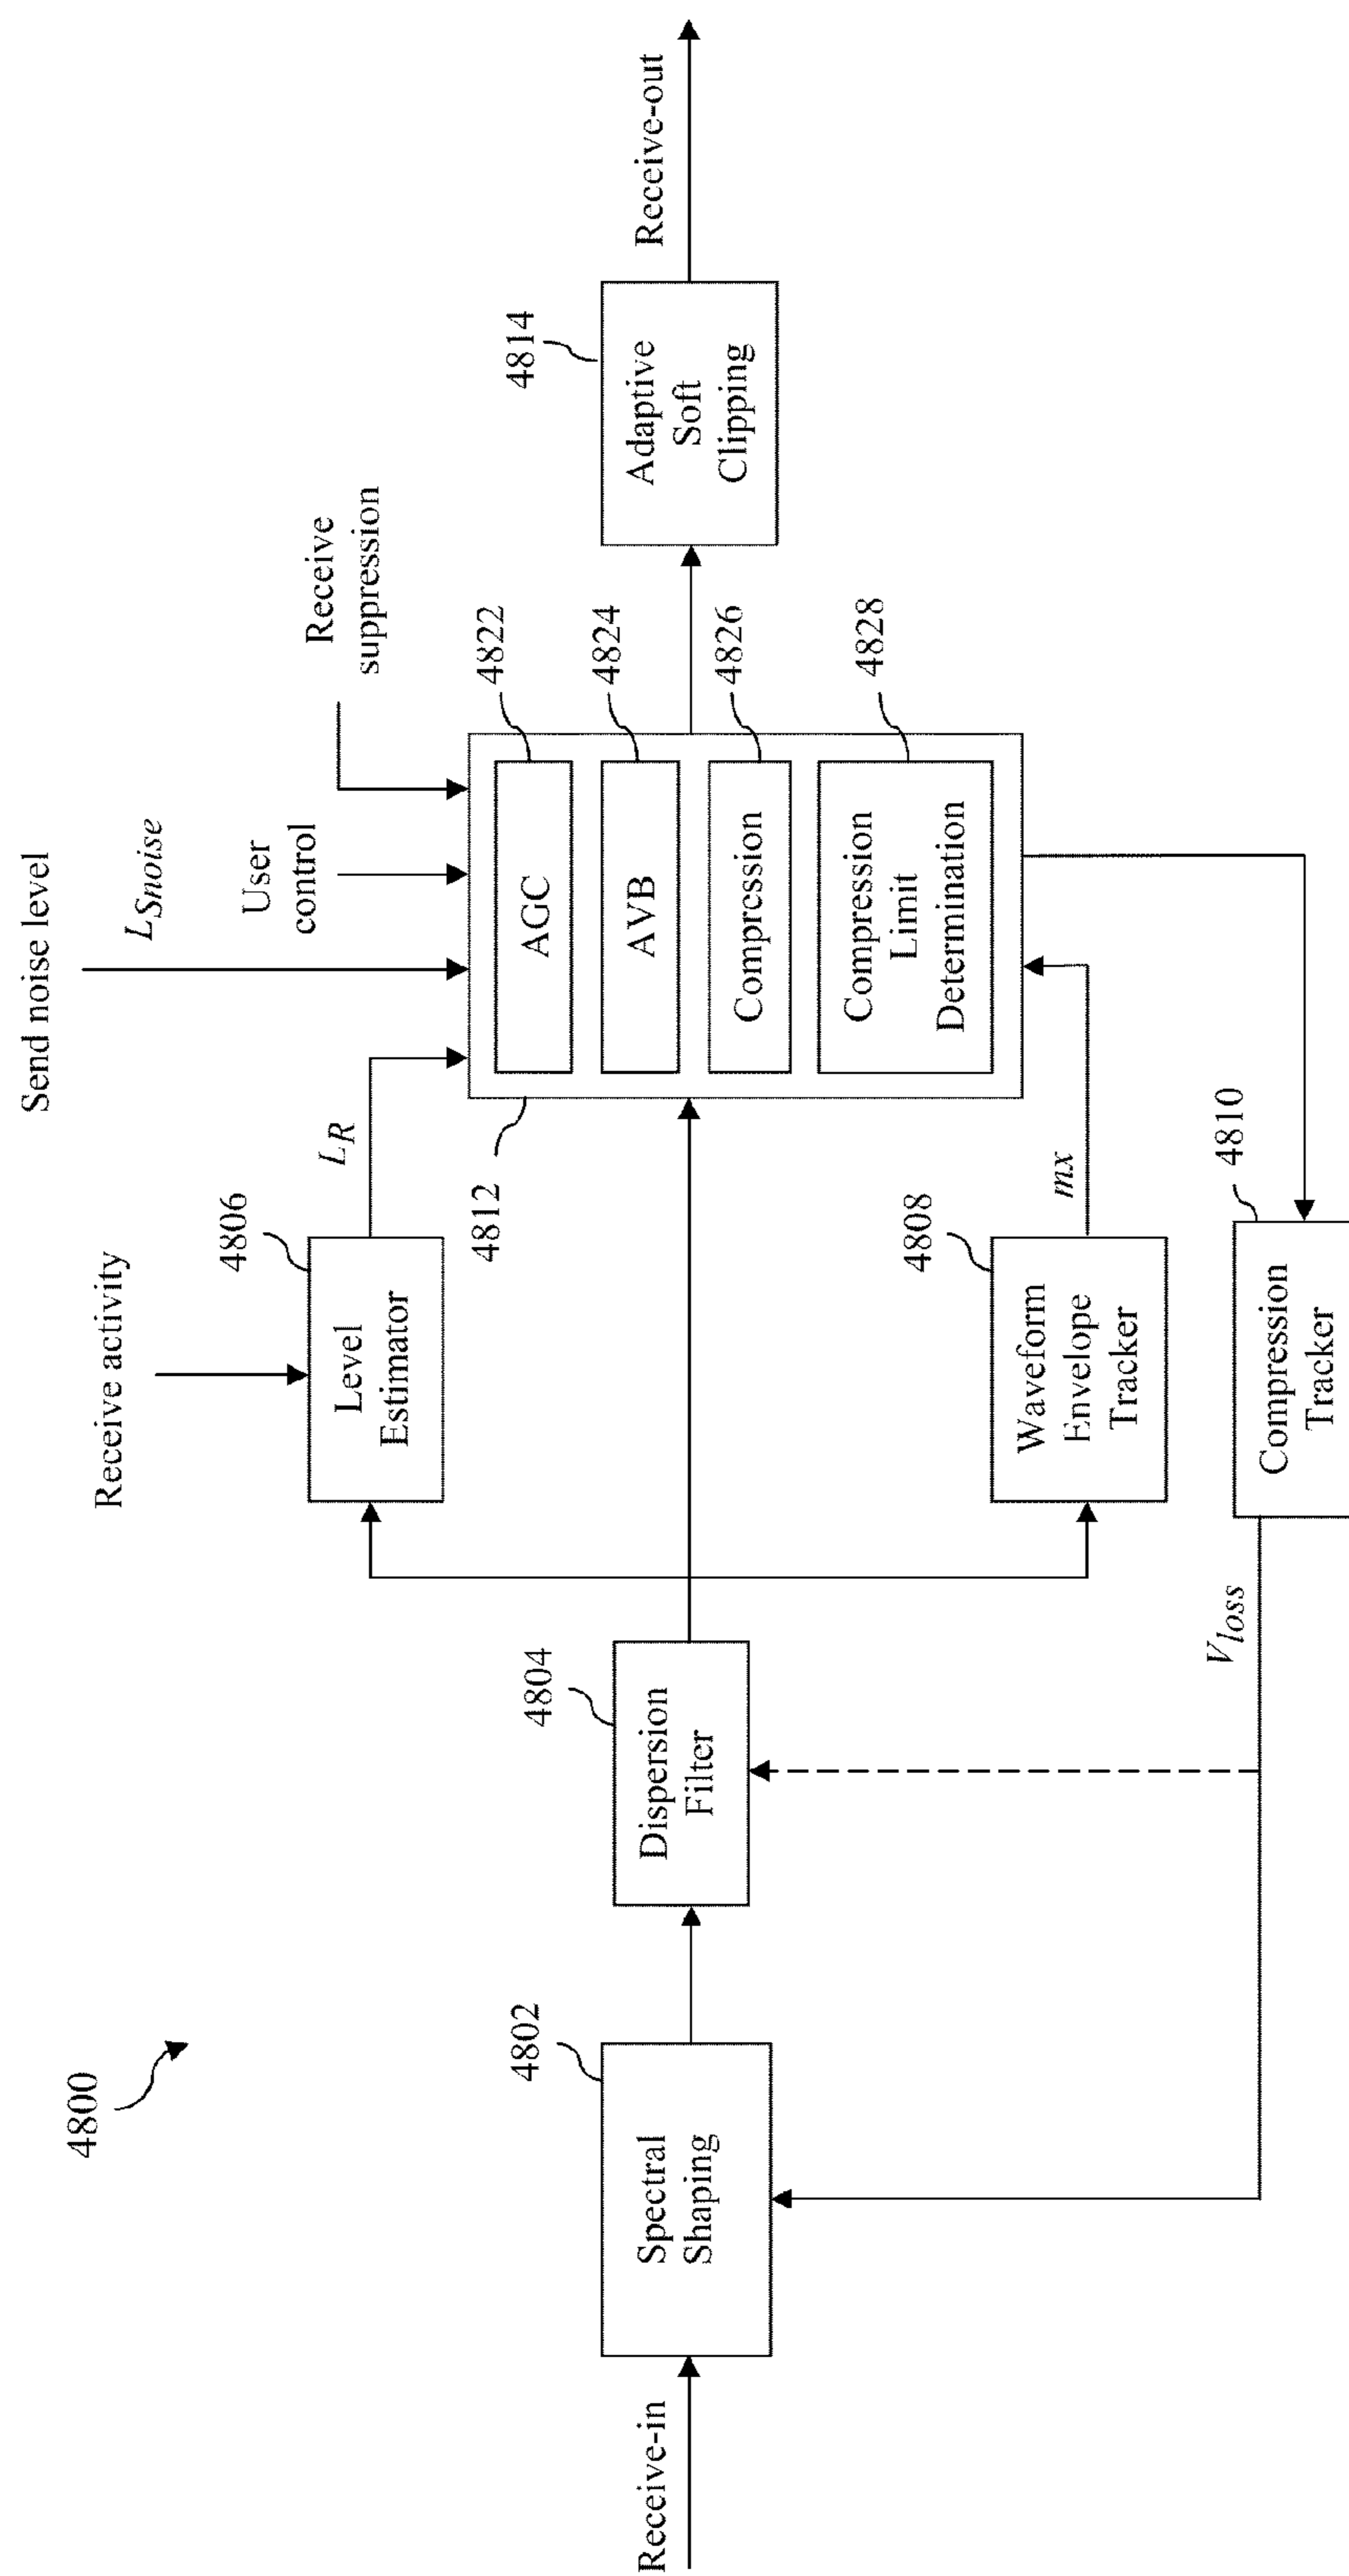 4800
Send noise level
L_Snoise
User
control
Receive
suppression
Receive activity
4806
Level
Estimator
L_R
4812
4822
AGC
4824
AVB
4826
Compression
4828
Compression
Limit
Determination
Receive-in
4802
Spectral
Shaping
4804
Dispersion
Filter
4814
Adaptive
Soft
Clipping
Receive-out
4808
Waveform
Envelope
Tracker
mx
4810
Compression
Tracker
V_loss